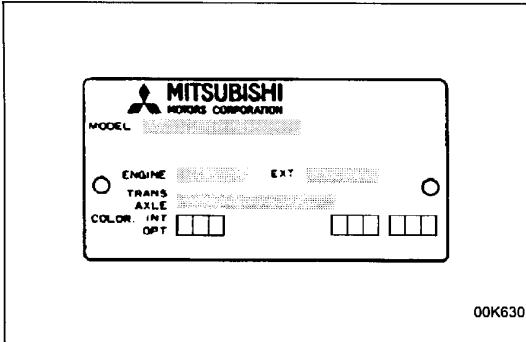 MITSUBISHI
MOTORS CORPORATION
MODEL
ENGINE EXT
TRANS
AXLE
COLOR. INT
OPT
00K630